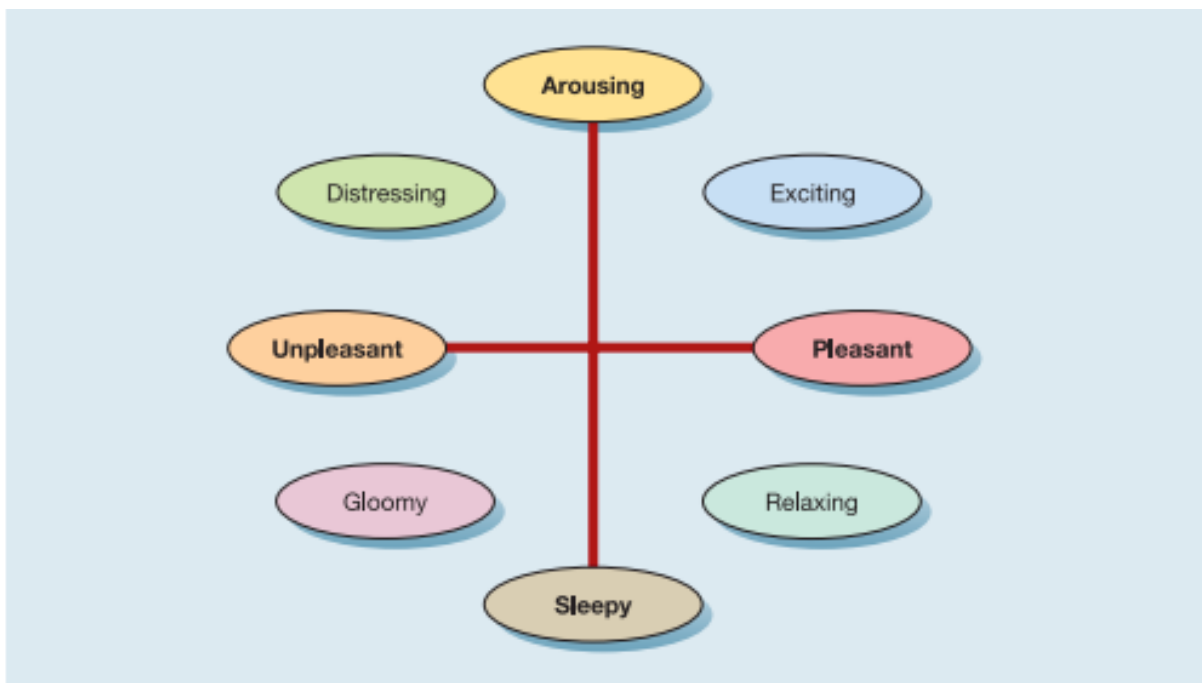 Arousing
Distressing
Exciting
Unpleasant
Pleasant
Gloomy
Relaxing
Sleepy